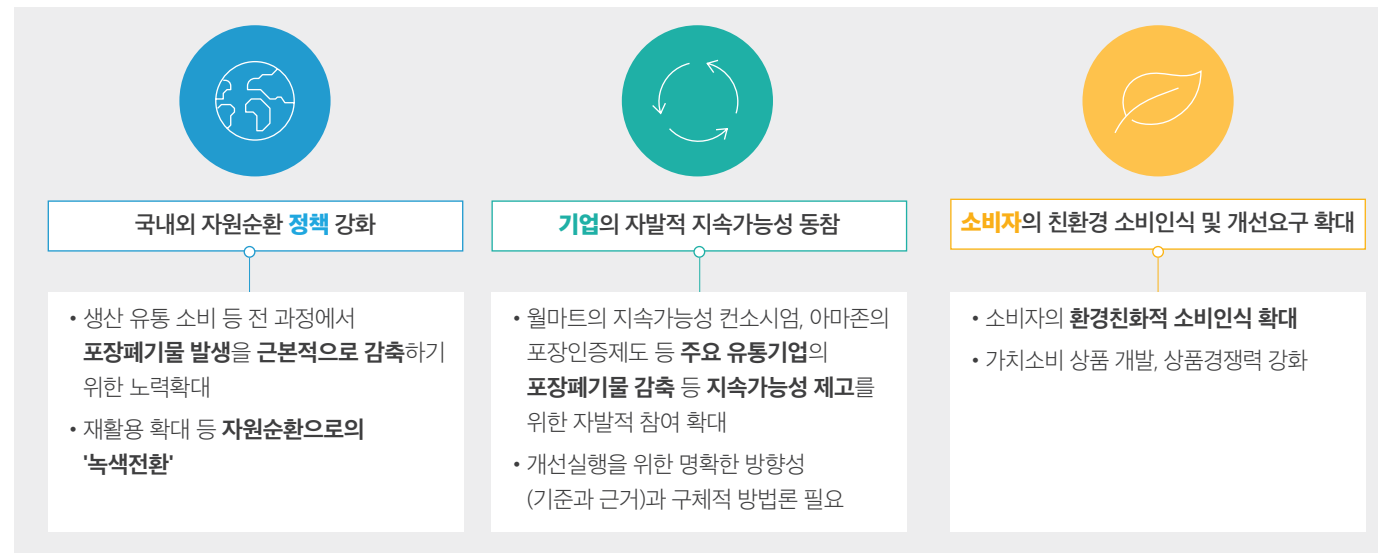 국내외 자원순환 정책 강화
• 생산 유통 소비 등 전 과정에서
포장폐기물 발생을 근본적으로 감축하기
위한 노력확대
• 재활용 확대 등 자원순환으로의
'녹색전환'
기업의 자발적 지속가능성 동참
• 월마트의 지속가능성 컨소시엄, 아마존의
포장인증제도 등 주요 유통기업의
포장폐기물 감축 등 지속가능성 제고를
위한 자발적 참여 확대
• 개선실행을 위한 명확한 방향성
(기준과 근거)과 구체적 방법론 필요
소비자의 친환경 소비인식 및 개선요구 확대
• 소비자의 환경친화적 소비인식 확대
• 가치소비 상품 개발, 상품경쟁력 강화